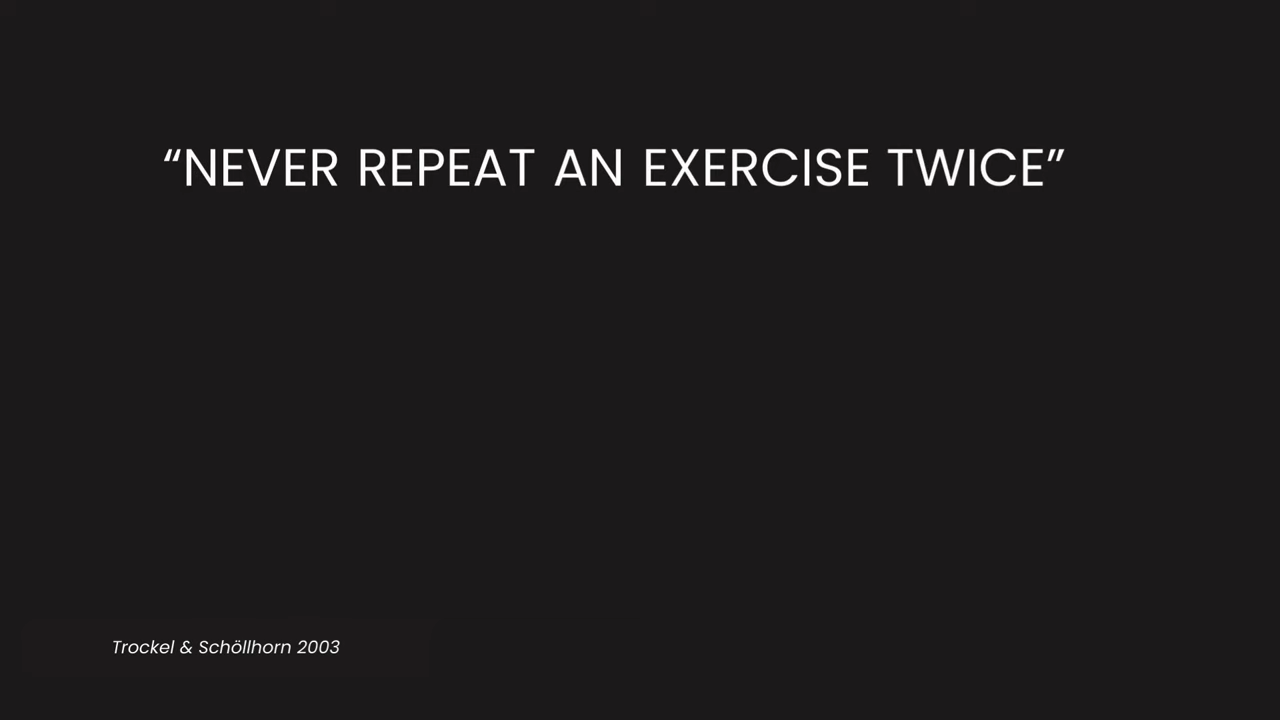 “NEVER REPEAT AN EXERCISE TWICE”
Trockel & Schöllhorn 2003